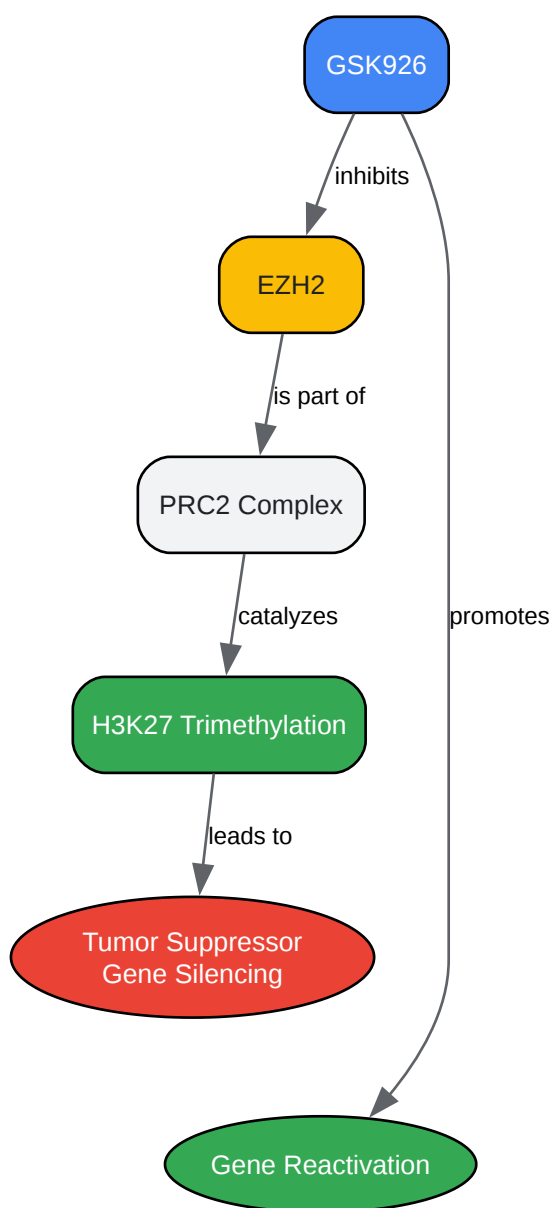 GSK926
inhibits
EZH2
is part of
PRC2 Complex
catalyzes
promotes
H3K27 Trimethylation
leads to
Tumor Suppressor
Gene Silencing
Gene Reactivation